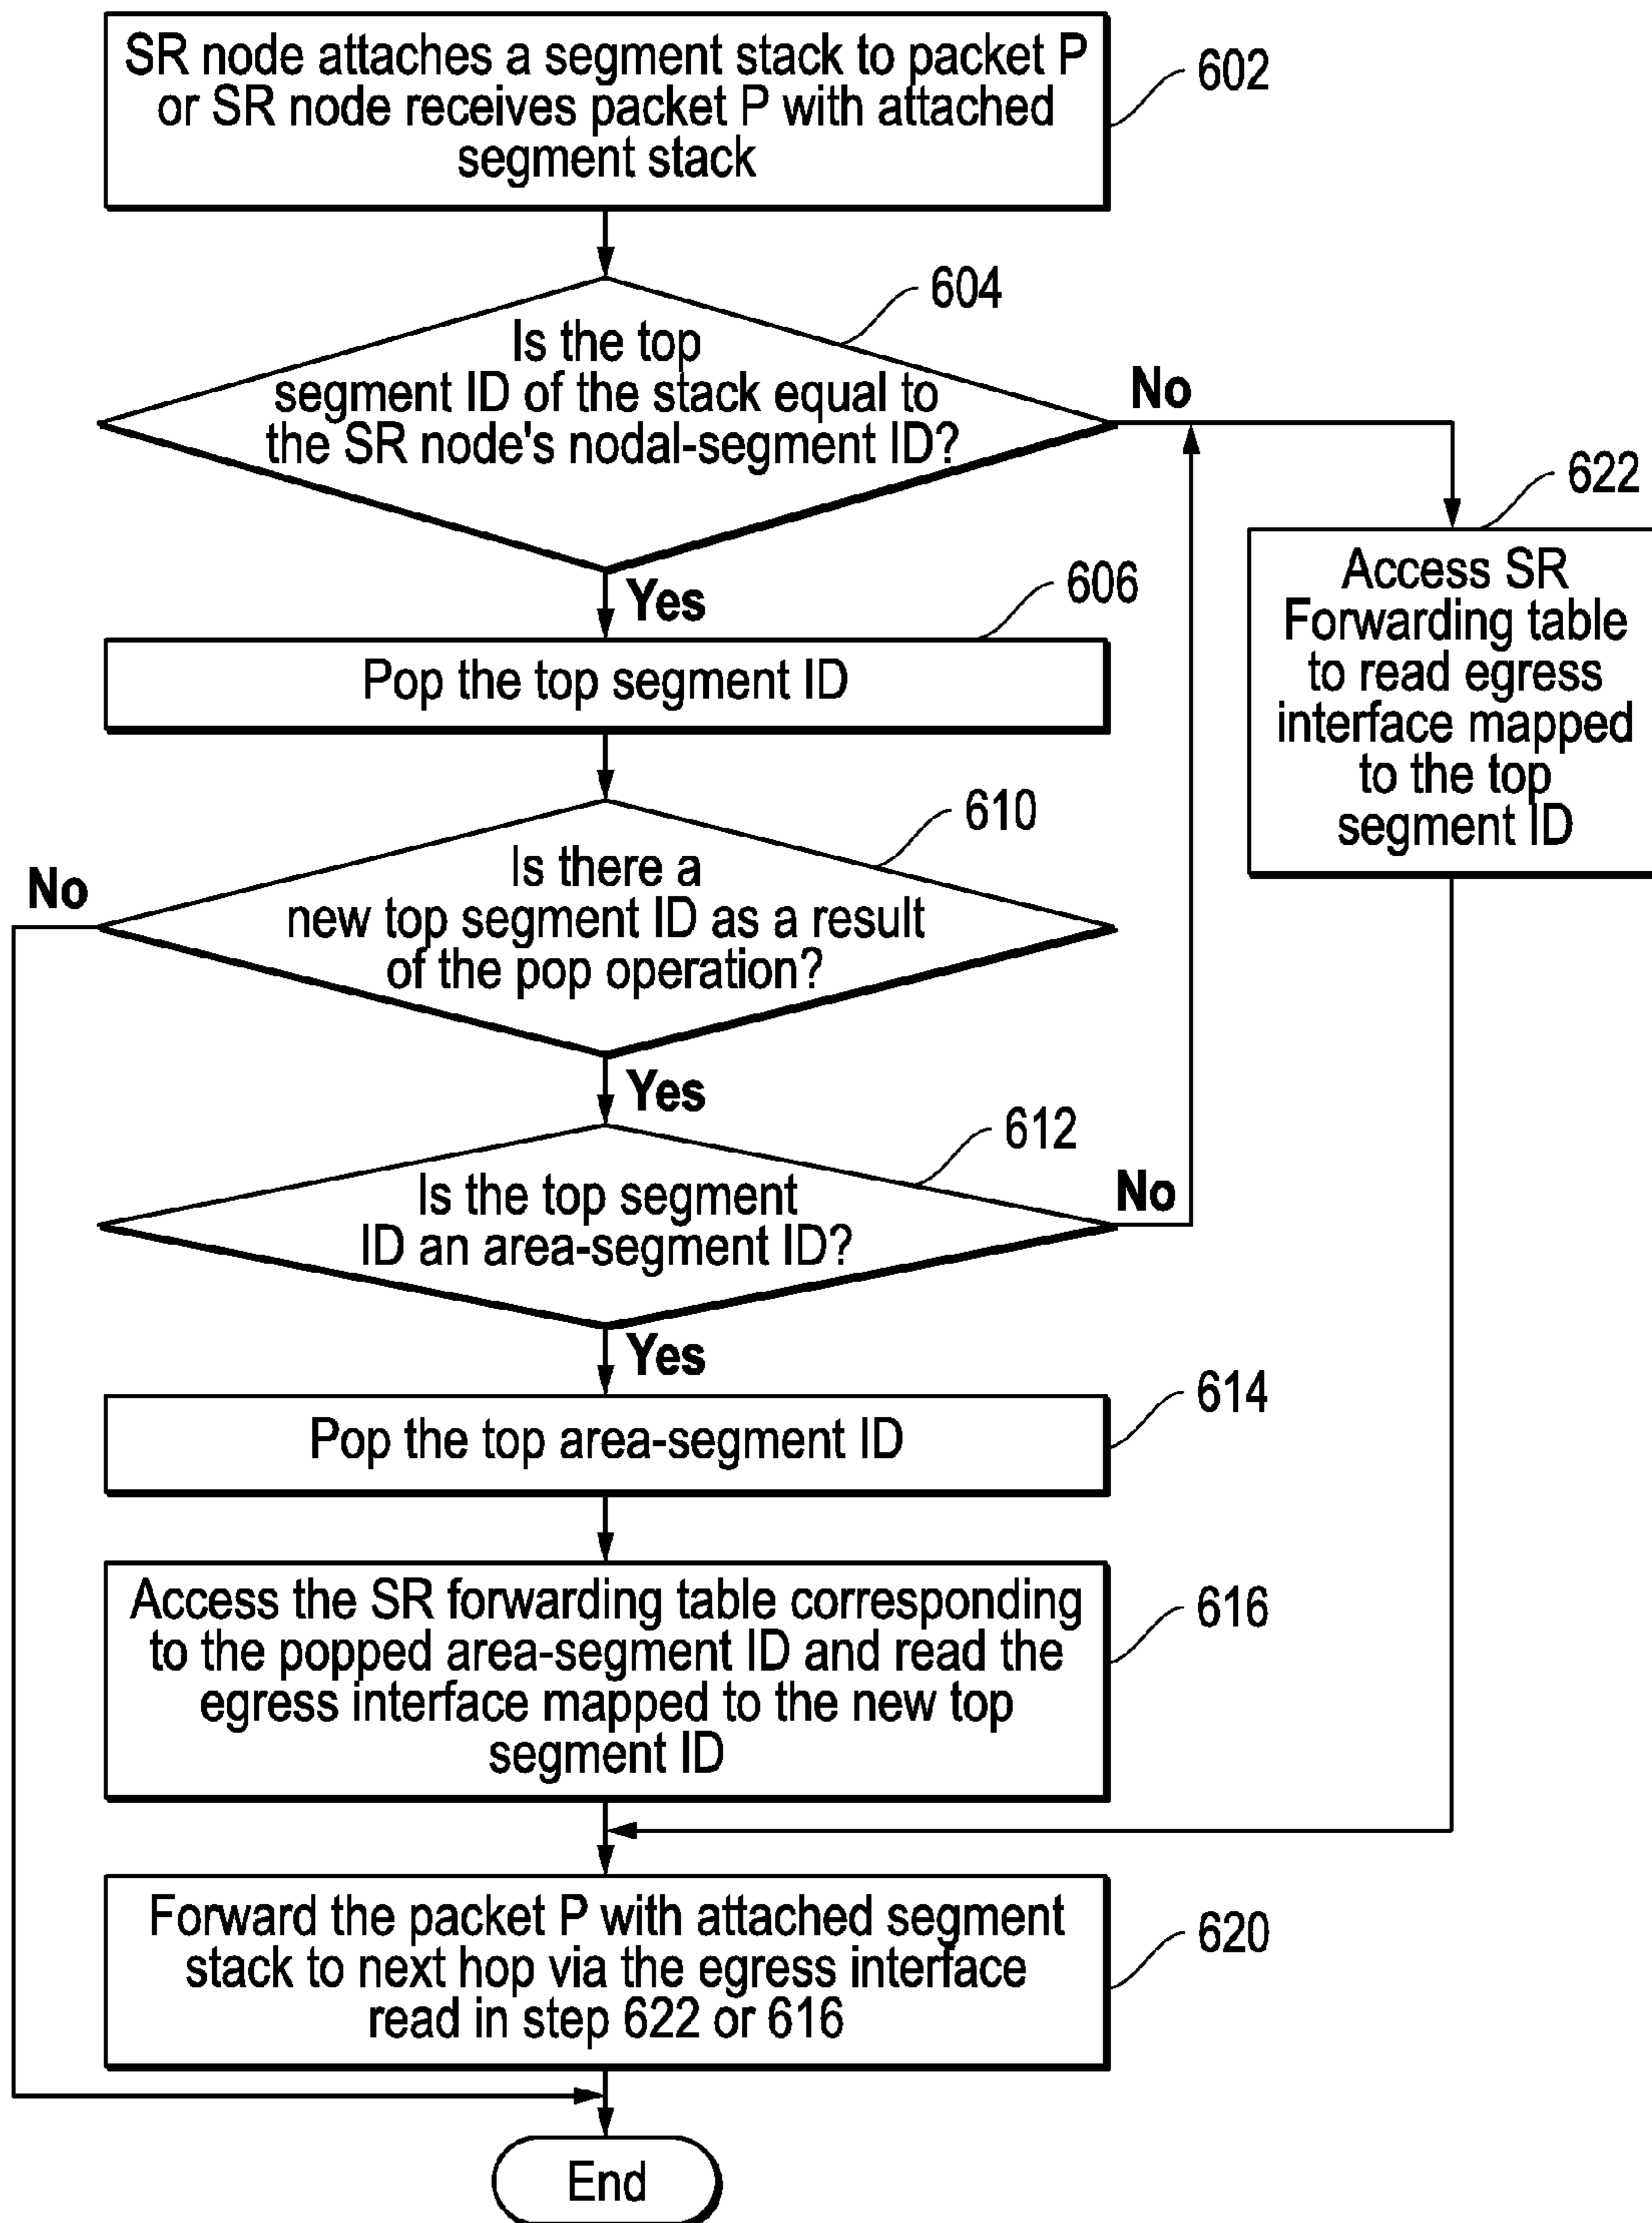 SR node attaches a segment stack to packet P
or SR node receives packet P with attached
segment stack
602
604
Is the top
segment ID of the stack equal to
the SR node's nodal-segment ID?
No
622
Access SR
Forwarding table
to read egress
interface mapped
to the top
segment ID
Yes
606
Pop the top segment ID
610
Is there a
new top segment ID as a result
of the pop operation?
No
Yes
612
Is the top segment
ID an area-segment ID?
No
Yes
614
Pop the top area-segment ID
Access the SR forwarding table corresponding
to the popped area-segment ID and read the
egress interface mapped to the new top
segment ID
616
Forward the packet P with attached segment
stack to next hop via the egress interface
read in step 622 or 616
620
End